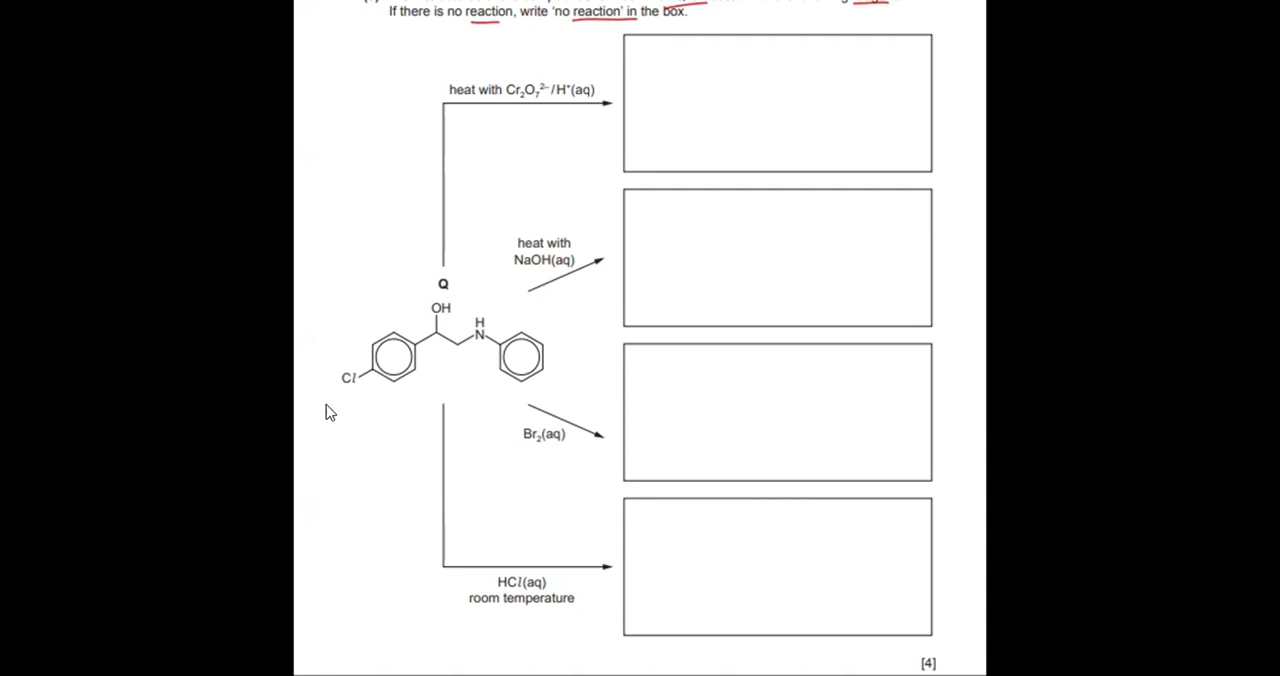 If there is no reaction, write ‘no reaction’ in the box.
heat with Cr₂O₇²⁻/H⁺(aq)
heat with
NaOH(aq)
Q
OH
H
N
Cl
Br₂(aq)
HCl(aq)
room temperature
[4]